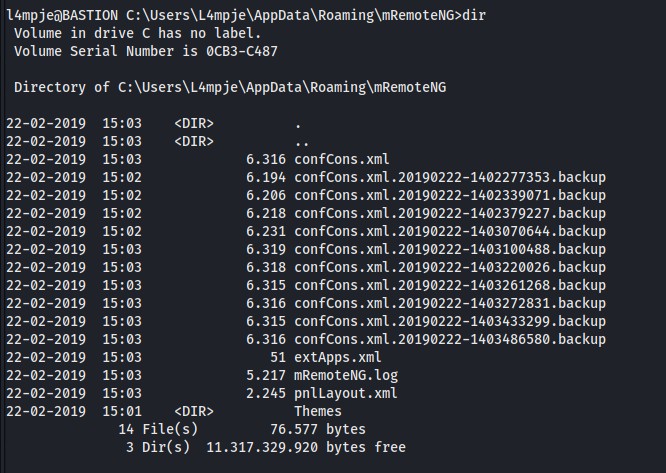 l4mpje@BASTION C:\Users\L4mpje\AppData\Roaming\mRemoteNG>dir
Volume in drive C has no label.
Volume Serial Number is 0CB3-C487
Directory of C:\Users\L4mpje\AppData\Roaming\mRemoteNG
22-02-2019  15:03    <DIR>          .
22-02-2019  15:03    <DIR>          ..
22-02-2019  15:03             6.316 confCons.xml
22-02-2019  15:02             6.194 confCons.xml.20190222-1402277353.backup
22-02-2019  15:02             6.206 confCons.xml.20190222-1402339071.backup
22-02-2019  15:02             6.218 confCons.xml.20190222-1402379227.backup
22-02-2019  15:02             6.231 confCons.xml.20190222-1403070644.backup
22-02-2019  15:03             6.319 confCons.xml.20190222-1403100488.backup
22-02-2019  15:03             6.318 confCons.xml.20190222-1403220026.backup
22-02-2019  15:03             6.315 confCons.xml.20190222-1403261268.backup
22-02-2019  15:03             6.316 confCons.xml.20190222-1403272831.backup
22-02-2019  15:03             6.315 confCons.xml.20190222-1403433299.backup
22-02-2019  15:03             6.316 confCons.xml.20190222-1403486580.backup
22-02-2019  15:03                51 extApps.xml
22-02-2019  15:03             5.217 mRemoteNG.log
22-02-2019  15:03             2.245 pnlLayout.xml
22-02-2019  15:01    <DIR>          Themes
14 File(s)         76.577 bytes
3 Dir(s)  11.317.329.920 bytes free